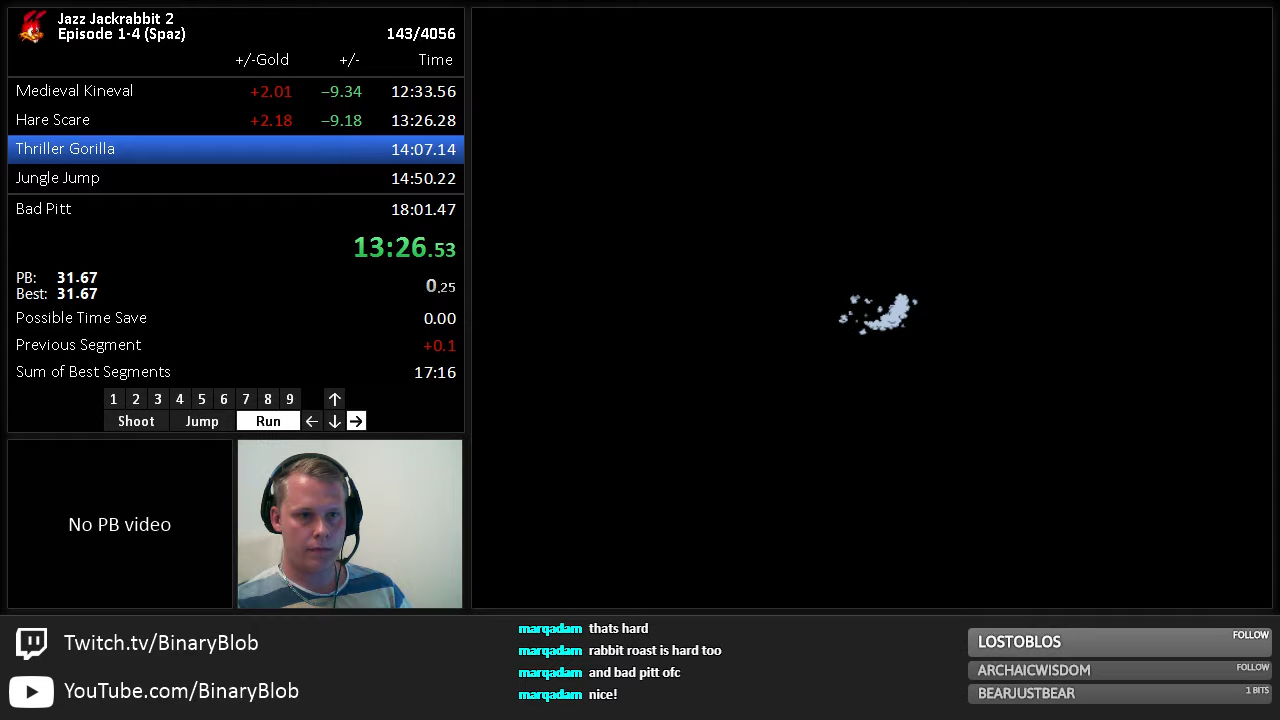 Jazz Jackrabbit 2
Episode 1-4 (Spaz) 143/4056
+/-Gold +/- Time
Medieval Kineval +2.01 −9.34 12:33.56
Hare Scare +2.18 −9.18 13:26.28
Thriller Gorilla 14:07.14
Jungle Jump 14:50.22
Bad Pitt 18:01.47
13:26.53
PB: 31.67
Best: 31.67 0.25
Possible Time Save 0.00
Previous Segment +0.1
Sum of Best Segments 17:16
1 2 3 4 5 6 7 8 9 ↑
Shoot Jump Run ← ↓ →
No PB video
Twitch.tv/BinaryBlob
YouTube.com/BinaryBlob
marqadam thats hard
marqadam rabbit roast is hard too
marqadam and bad pitt ofc
marqadam nice!
LOSTOBLOS FOLLOW
ARCHAICWISDOM FOLLOW
BEARJUSTBEAR 1 BITS